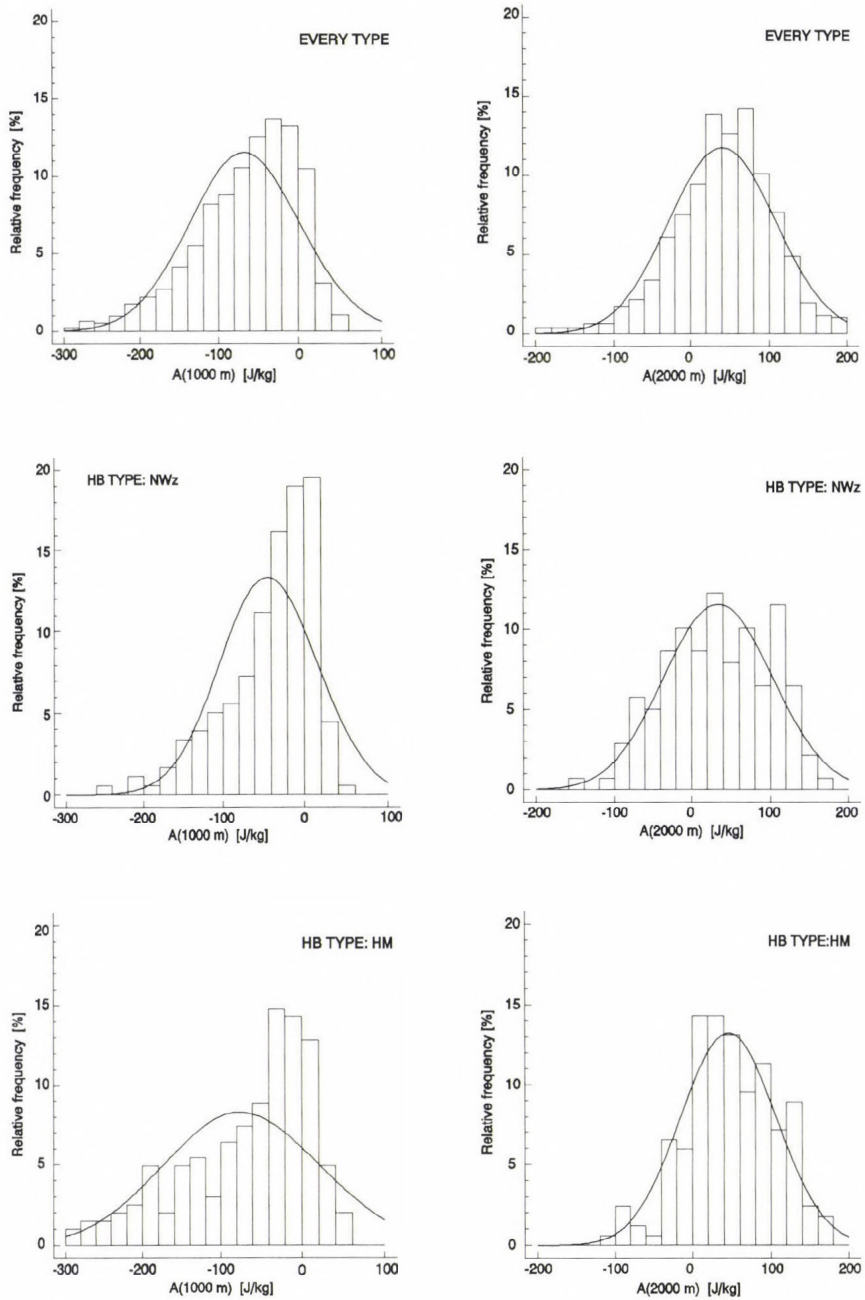 EVERY TYPE
Relative frequency [%]
20
15
10
5
0
-300 -200 -100 0 100
A(1000 m) [J/kg]
EVERY TYPE
Relative frequency [%]
20
15
10
5
0
-200 -100 0 100 200
A(2000 m) [J/kg]
HB TYPE: NWz
Relative frequency [%]
20
15
10
5
0
-300 -200 -100 0 100
A(1000 m) [J/kg]
HB TYPE: NWz
Relative frequency [%]
20
15
10
5
0
-200 -100 0 100 200
A(2000 m) [J/kg]
HB TYPE: HM
Relative frequency [%]
20
15
10
5
0
-300 -200 -100 0 100
A(1000 m) [J/kg]
HB TYPE:HM
Relative frequency [%]
20
15
10
5
0
-200 -100 0 100 200
A(2000 m) [J/kg]